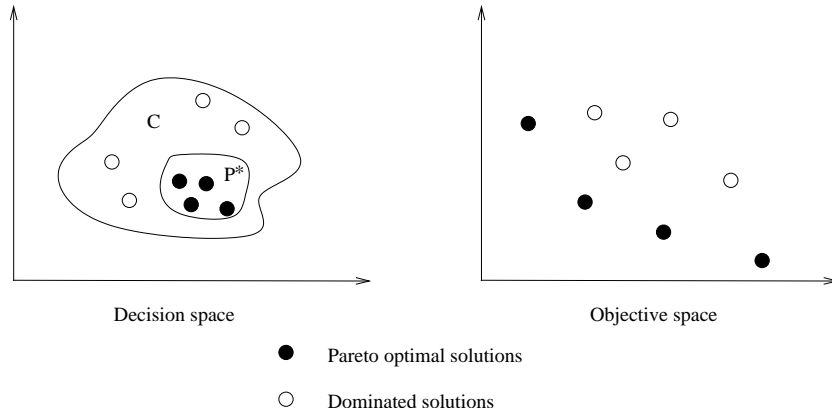 C
P*
Decision space
Objective space
Pareto optimal solutions
Dominated solutions